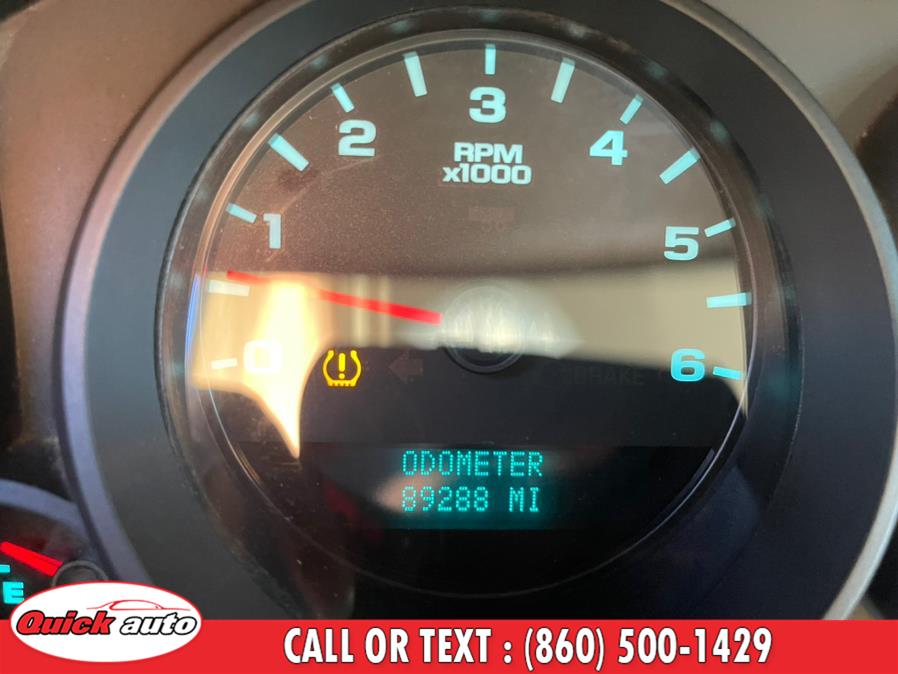 3
2
4
RPM
x1000
1
5
0
6
BRAKE
ODOMETER
89288 MI
E
Quick auto
CALL OR TEXT : (860) 500-1429